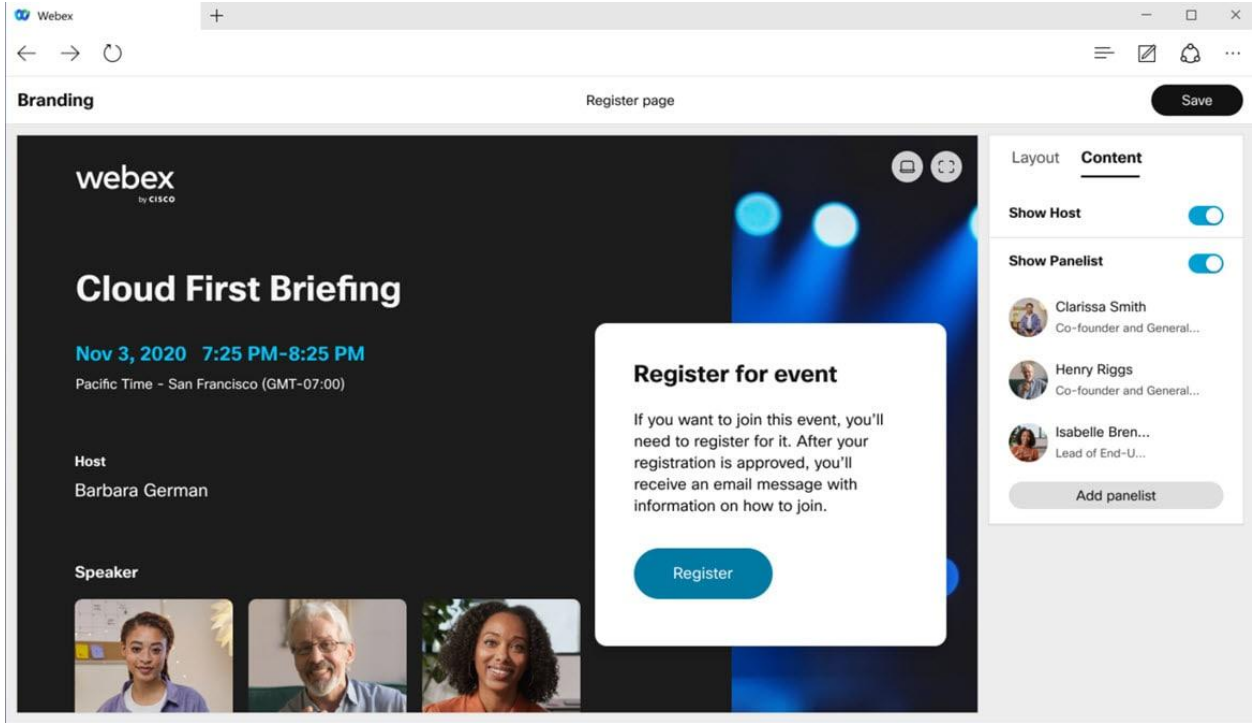 Webex
Branding
Register page
Save
webex
by CISCO
Cloud First Briefing
Nov 3, 2020 7:25 PM-8:25 PM
Pacific Time - San Francisco (GMT-07:00)
Host
Barbara German
Speaker
Register for event
If you want to join this event, you'll
need to register for it. After your
registration is approved, you'll
receive an email message with
information on how to join.
Register
Layout Content
Show Host
Show Panelist
Clarissa Smith
Co-founder and General...
Henry Riggs
Co-founder and General...
Isabelle Bren...
Lead of End-U...
Add panelist